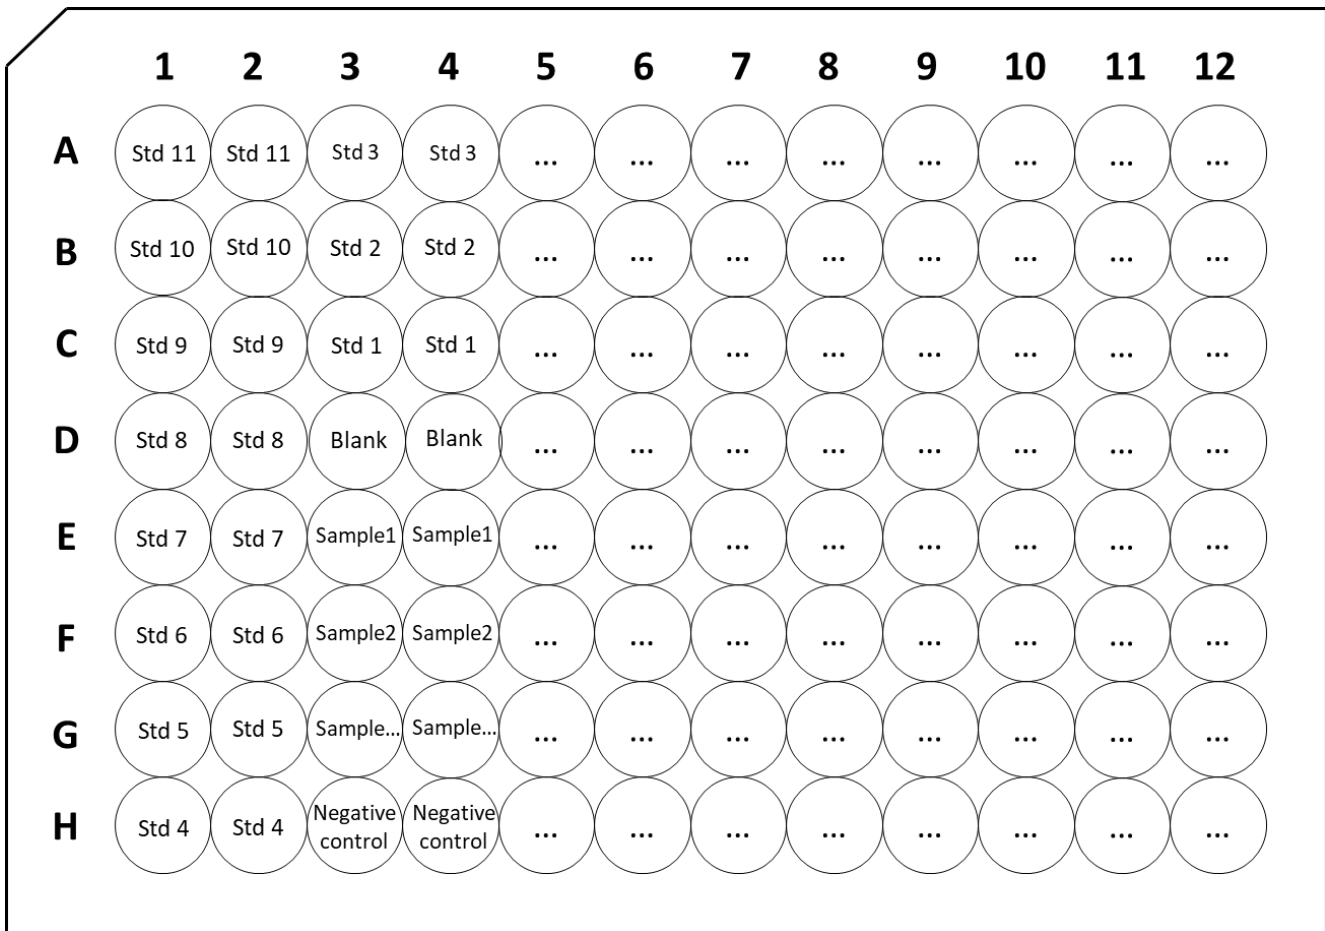 1 2 3 4 5 6 7 8 9 10 11 12
A Std 11 Std 11 Std 3 Std 3 ... ... ... ... ... ... ... ...
B Std 10 Std 10 Std 2 Std 2 ... ... ... ... ... ... ... ...
C Std 9 Std 9 Std 1 Std 1 ... ... ... ... ... ... ... ...
D Std 8 Std 8 Blank Blank ... ... ... ... ... ... ... ...
E Std 7 Std 7 Sample1 Sample1 ... ... ... ... ... ... ... ...
F Std 6 Std 6 Sample2 Sample2 ... ... ... ... ... ... ... ...
G Std 5 Std 5 Sample... Sample... ... ... ... ... ... ... ... ...
H Std 4 Std 4 Negative control Negative control ... ... ... ... ... ... ... ...